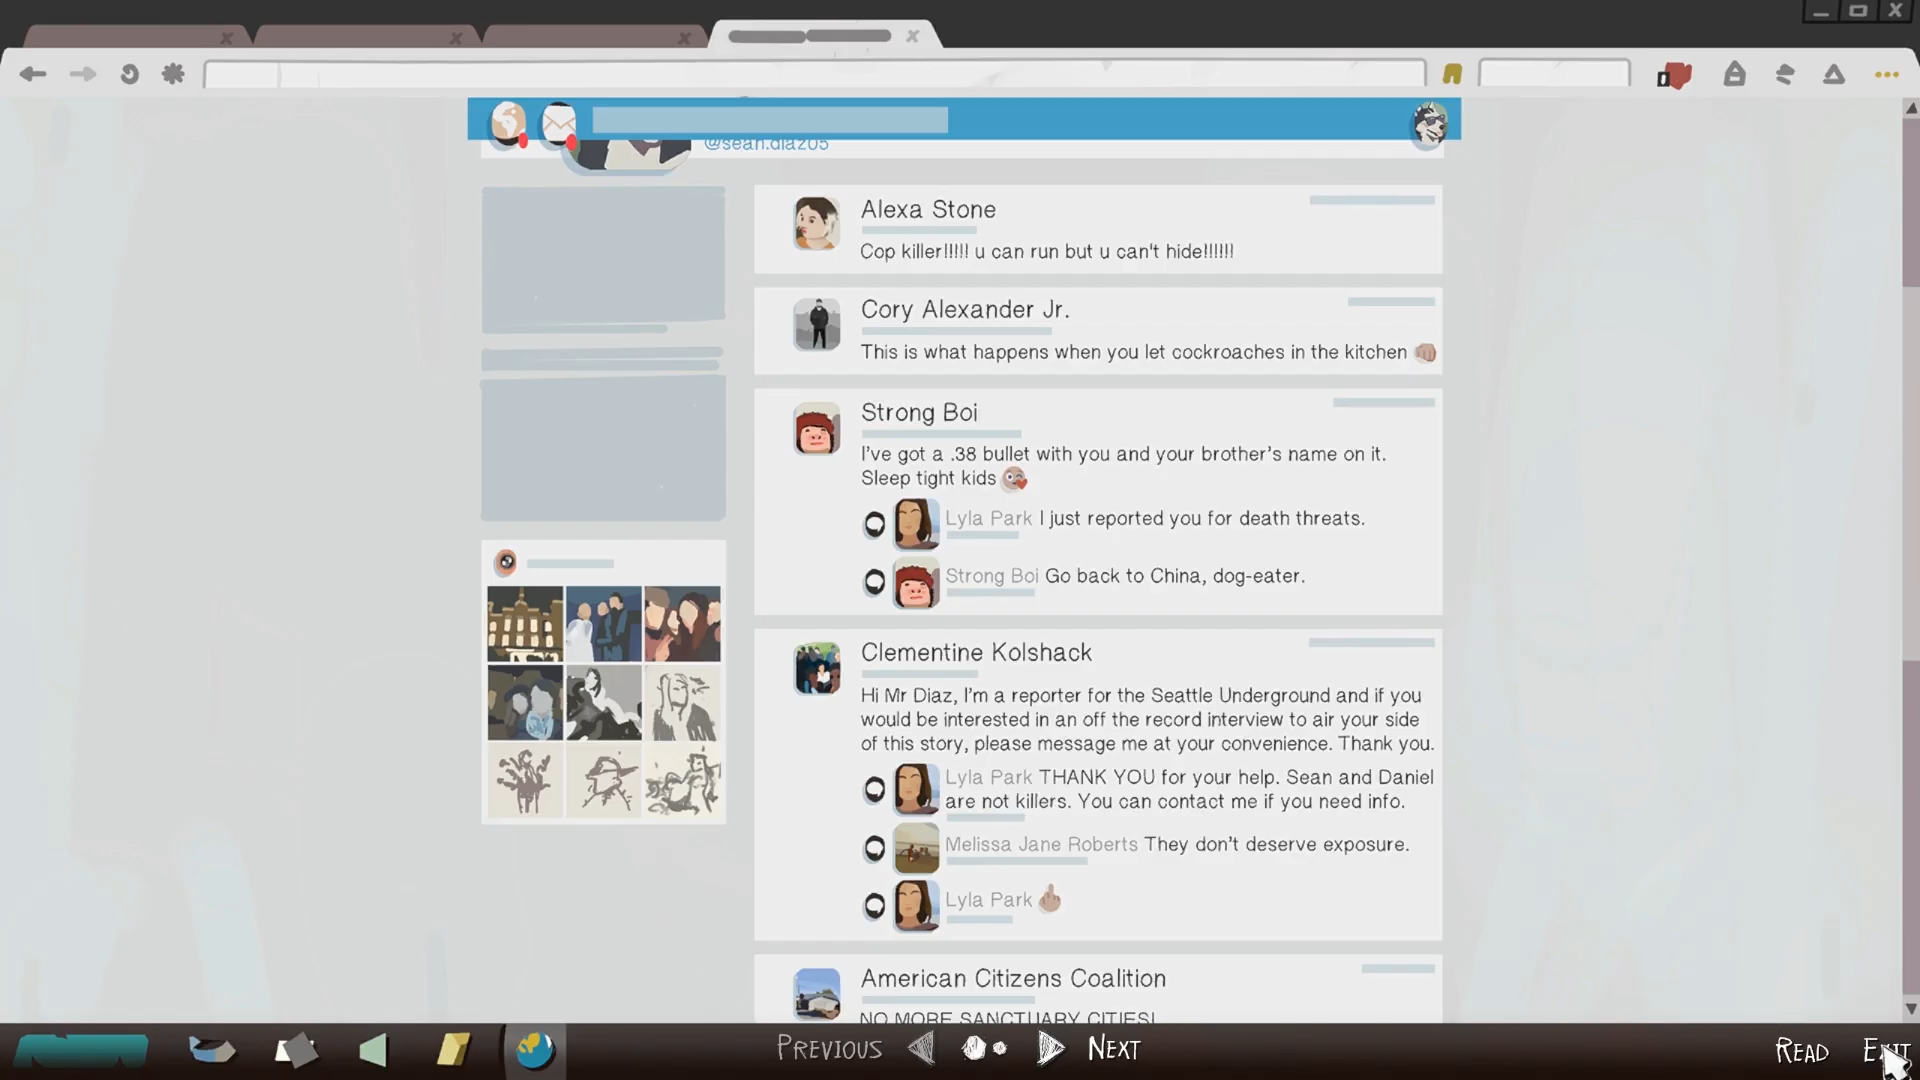 @sean.diaz05
Alexa Stone
Cop killer!!!!! u can run but u can't hide!!!!!!
Cory Alexander Jr.
This is what happens when you let cockroaches in the kitchen
Strong Boi
I've got a .38 bullet with you and your brother's name on it.
Sleep tight kids
Lyla Park I just reported you for death threats.
Strong Boi Go back to China, dog-eater.
Clementine Kolshack
Hi Mr Diaz, I'm a reporter for the Seattle Underground and if you
would be interested in an off the record interview to air your side
of this story, please message me at your convenience. Thank you.
Lyla Park THANK YOU for your help. Sean and Daniel
are not killers. You can contact me if you need info.
Melissa Jane Roberts They don't deserve exposure.
Lyla Park
American Citizens Coalition
NO MORE SANCTUARY CITIES!
PREVIOUS NEXT
READ EXIT